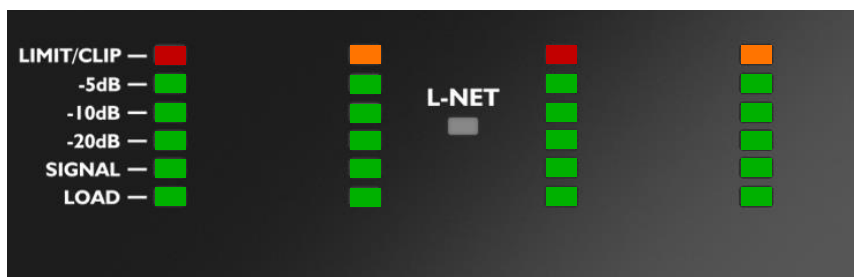 LIMIT/CLIP —
-5dB —
-10dB —
-20dB —
SIGNAL —
LOAD —
L-NET